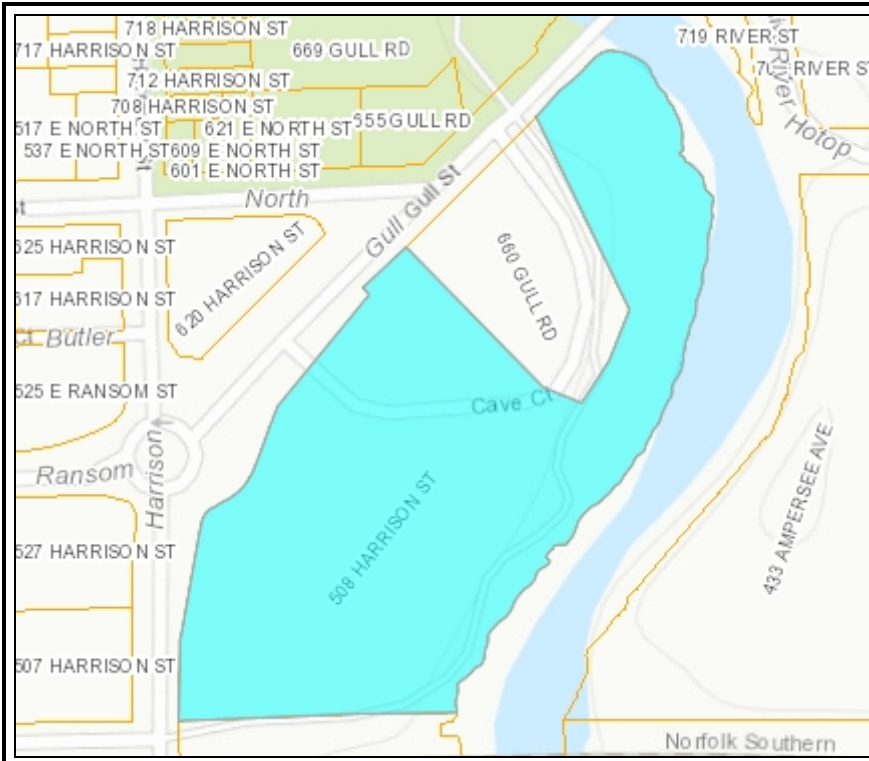 718 HARRISON ST
717 HARRISON ST
669 GULL RD
719 RIVER ST
RIVER ST
712 HARRISON ST
708 HARRISON ST
655 GULL RD
River Hotop
517 E NORTH ST
621 E NORTH ST
537 E NORTH ST
609 E NORTH ST
601 E NORTH ST
North
Gull Gull St
625 HARRISON ST
620 HARRISON ST
660 GULL RD
617 HARRISON ST
Butler
525 E RANSOM ST
Cave Ct
Ransom
Harrison
508 HARRISON ST
433 AMPERSEE AVE
527 HARRISON ST
507 HARRISON ST
Norfolk Southern